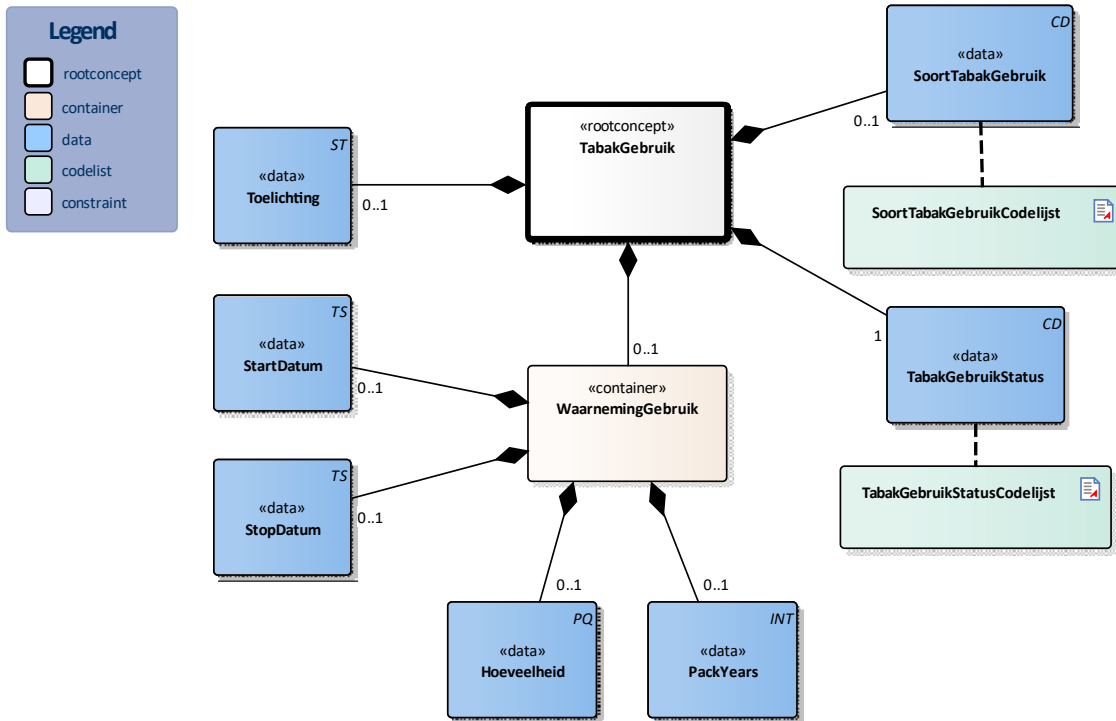 Legend
rootconcept
container
data
codelist
constraint
CD
«data»
SoortTabakGebruik
0..1
«rootconcept»
TabakGebruik
ST
«data»
Toelichting
0..1
SoortTabakGebruikCodelijst
TS
«data»
StartDatum
0..1
0..1
1
CD
«data»
TabakGebruikStatus
«container»
WaarnemingGebruik
TS
«data»
StopDatum
0..1
TabakGebruikStatusCodelijst
0..1
0..1
PQ
«data»
Hoeveelheid
INT
«data»
PackYears